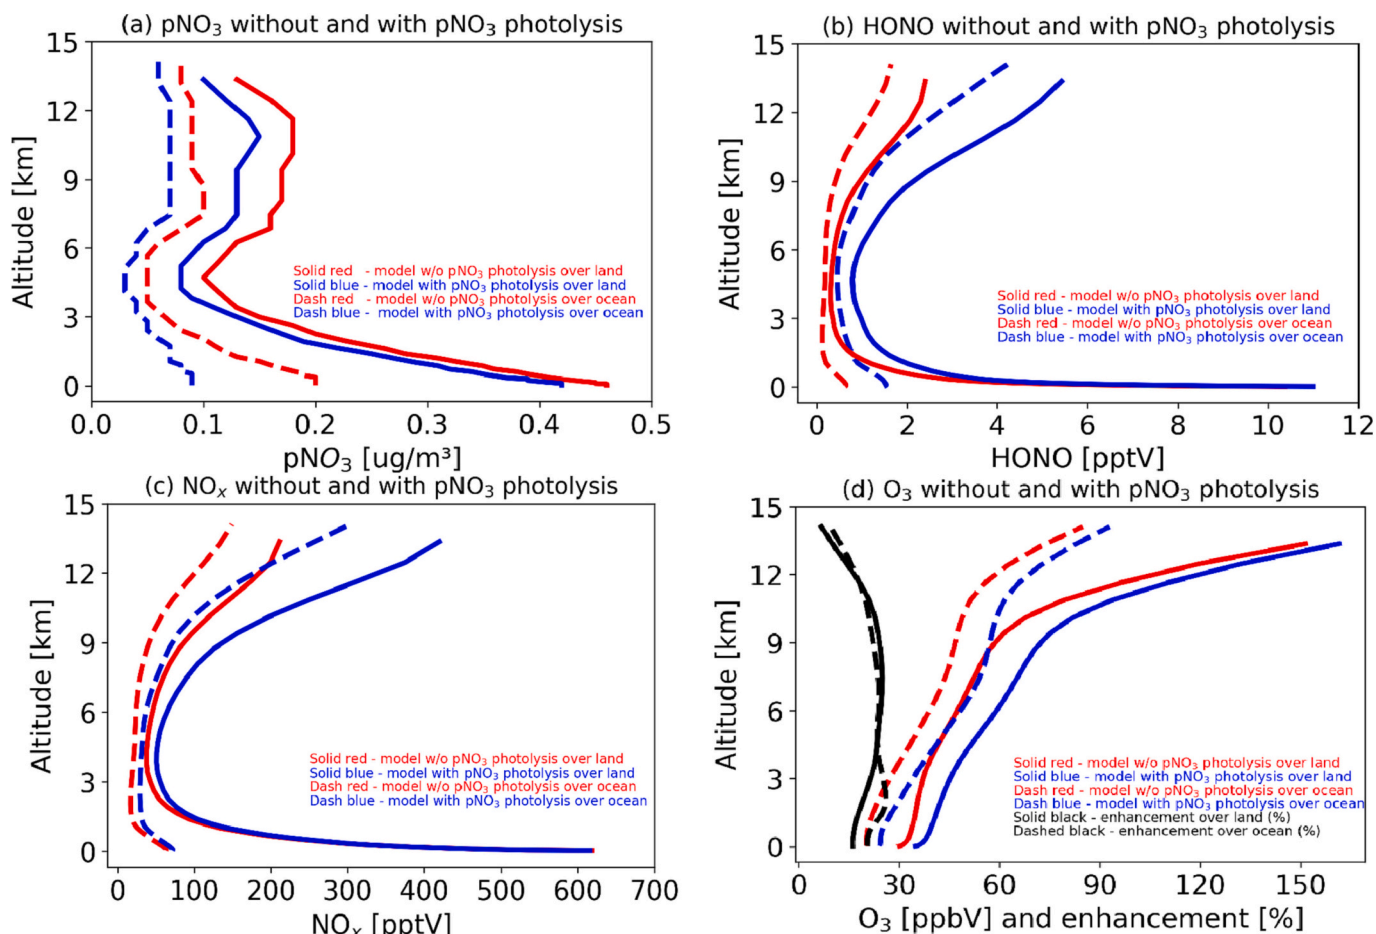 (a) pNO₃ without and with pNO₃ photolysis
15
12
9
6
3
0
Altitude [km]
Solid red - model w/o pNO₃ photolysis over land
Solid blue - model with pNO₃ photolysis over land
Dash red - model w/o pNO₃ photolysis over ocean
Dash blue - model with pNO₃ photolysis over ocean
0.0 0.1 0.2 0.3 0.4 0.5
pNO₃ [ug/m³]
(b) HONO without and with pNO₃ photolysis
15
12
9
6
3
0
Altitude [km]
Solid red - model w/o pNO₃ photolysis over land
Solid blue - model with pNO₃ photolysis over land
Dash red - model w/o pNO₃ photolysis over ocean
Dash blue - model with pNO₃ photolysis over ocean
0 2 4 6 8 10 12
HONO [pptV]
(c) NOₓ without and with pNO₃ photolysis
15
12
9
6
3
0
Altitude [km]
Solid red - model w/o pNO₃ photolysis over land
Solid blue - model with pNO₃ photolysis over land
Dash red - model w/o pNO₃ photolysis over ocean
Dash blue - model with pNO₃ photolysis over ocean
0 100 200 300 400 500 600 700
NOₓ [pptV]
(d) O₃ without and with pNO₃ photolysis
15
12
9
6
3
0
Altitude [km]
Solid red - model w/o pNO₃ photolysis over land
Solid blue - model with pNO₃ photolysis over land
Dash red - model w/o pNO₃ photolysis over ocean
Dash blue - model with pNO₃ photolysis over ocean
Solid black - enhancement over land (%)
Dashed black - enhancement over ocean (%)
0 30 60 90 120 150
O₃ [ppbV] and enhancement [%]